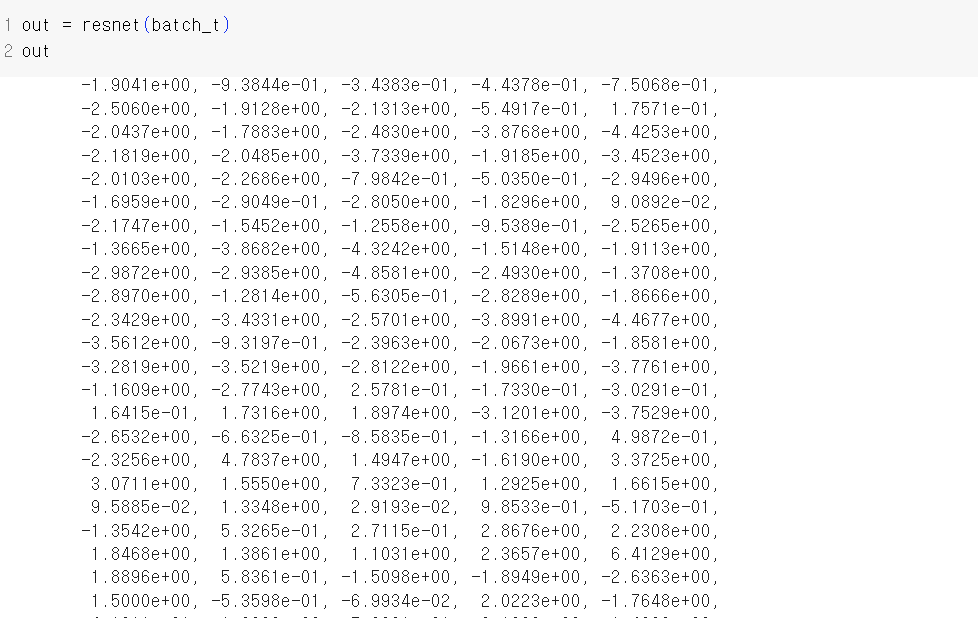 1 out = resnet(batch_t)
2 out
-1.9041e+00, -9.3844e-01, -3.4383e-01, -4.4378e-01, -7.5068e-01,
-2.5060e+00, -1.9128e+00, -2.1313e+00, -5.4917e-01, 1.7571e-01,
-2.0437e+00, -1.7883e+00, -2.4830e+00, -3.8768e+00, -4.4253e+00,
-2.1819e+00, -2.0485e+00, -3.7339e+00, -1.9185e+00, -3.4523e+00,
-2.0103e+00, -2.2686e+00, -7.9842e-01, -5.0350e-01, -2.9496e+00,
-1.6959e+00, -2.9049e-01, -2.8050e+00, -1.8296e+00, 9.0892e-02,
-2.1747e+00, -1.5452e+00, -1.2558e+00, -9.5389e-01, -2.5265e+00,
-1.3665e+00, -3.8682e+00, -4.3242e+00, -1.5148e+00, -1.9113e+00,
-2.9872e+00, -2.9385e+00, -4.8581e+00, -2.4930e+00, -1.3708e+00,
-2.8970e+00, -1.2814e+00, -5.6305e-01, -2.8289e+00, -1.8666e+00,
-2.3429e+00, -3.4331e+00, -2.5701e+00, -3.8991e+00, -4.4677e+00,
-3.5612e+00, -9.3197e-01, -2.3963e+00, -2.0673e+00, -1.8581e+00,
-3.2819e+00, -3.5219e+00, -2.8122e+00, -1.9661e+00, -3.7761e+00,
-1.1609e+00, -2.7743e+00, 2.5781e-01, -1.7330e-01, -3.0291e-01,
1.6415e-01, 1.7316e+00, 1.8974e+00, -3.1201e+00, -3.7529e+00,
-2.6532e+00, -6.6325e-01, -8.5835e-01, -1.3166e+00, 4.9872e-01,
-2.3256e+00, 4.7837e+00, 1.4947e+00, -1.6190e+00, 3.3725e+00,
3.0711e+00, 1.5550e+00, 7.3323e-01, 1.2925e+00, 1.6615e+00,
9.5885e-02, 1.3348e+00, 2.9193e-02, 9.8533e-01, -5.1703e-01,
-1.3542e+00, 5.3265e-01, 2.7115e-01, 2.8676e+00, 2.2308e+00,
1.8468e+00, 1.3861e+00, 1.1031e+00, 2.3657e+00, 6.4129e+00,
1.8896e+00, 5.8361e-01, -1.5098e+00, -1.8949e+00, -2.6363e+00,
1.5000e+00, -5.3598e-01, -6.9934e-02, 2.0223e+00, -1.7648e+00,